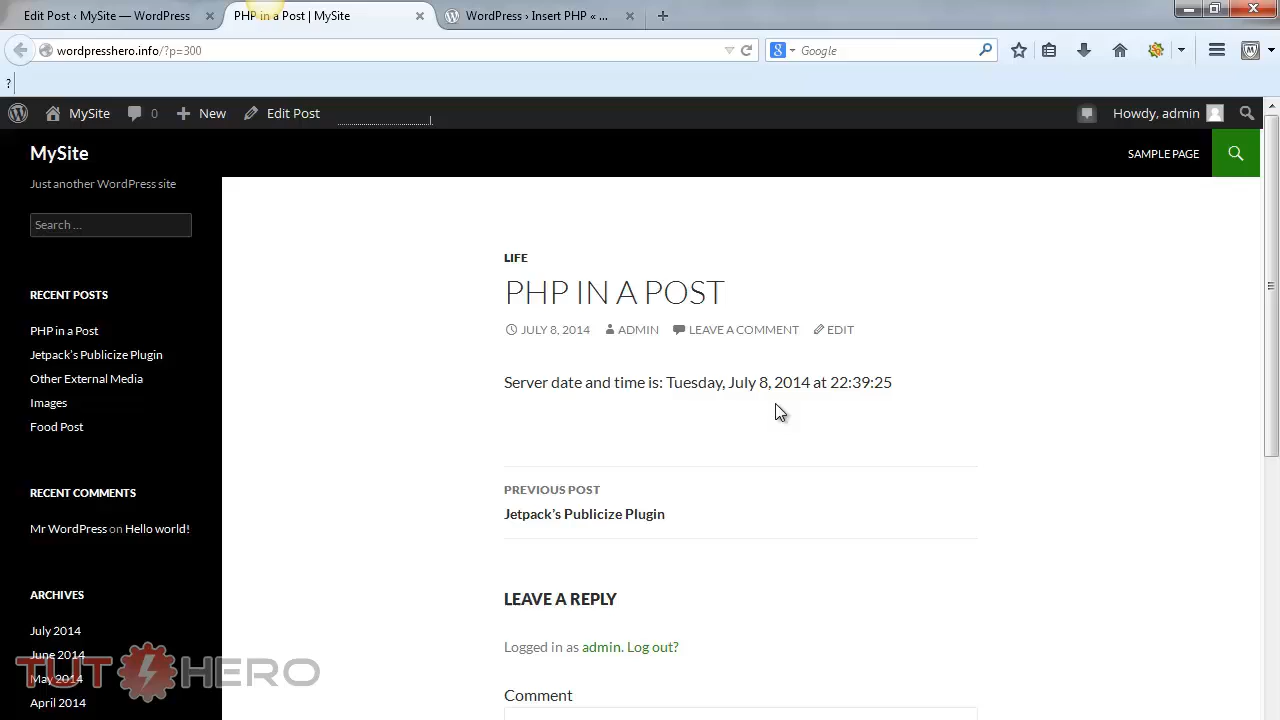 Edit Post ‹ MySite — WordPress
PHP in a Post | MySite
WordPress › Insert PHP « ...
wordpresshero.info/?p=300
Google
?
MySite
0
New
Edit Post
Howdy, admin
MySite
SAMPLE PAGE
Just another WordPress site
Search ...
RECENT POSTS
PHP in a Post
Jetpack's Publicize Plugin
Other External Media
Images
Food Post
RECENT COMMENTS
Mr WordPress on Hello world!
ARCHIVES
July 2014
June 2014
May 2014
April 2014
LIFE
PHP IN A POST
JULY 8, 2014 ADMIN LEAVE A COMMENT EDIT
Server date and time is: Tuesday, July 8, 2014 at 22:39:25
PREVIOUS POST
Jetpack's Publicize Plugin
LEAVE A REPLY
Logged in as admin. Log out?
Comment
TUT HERO